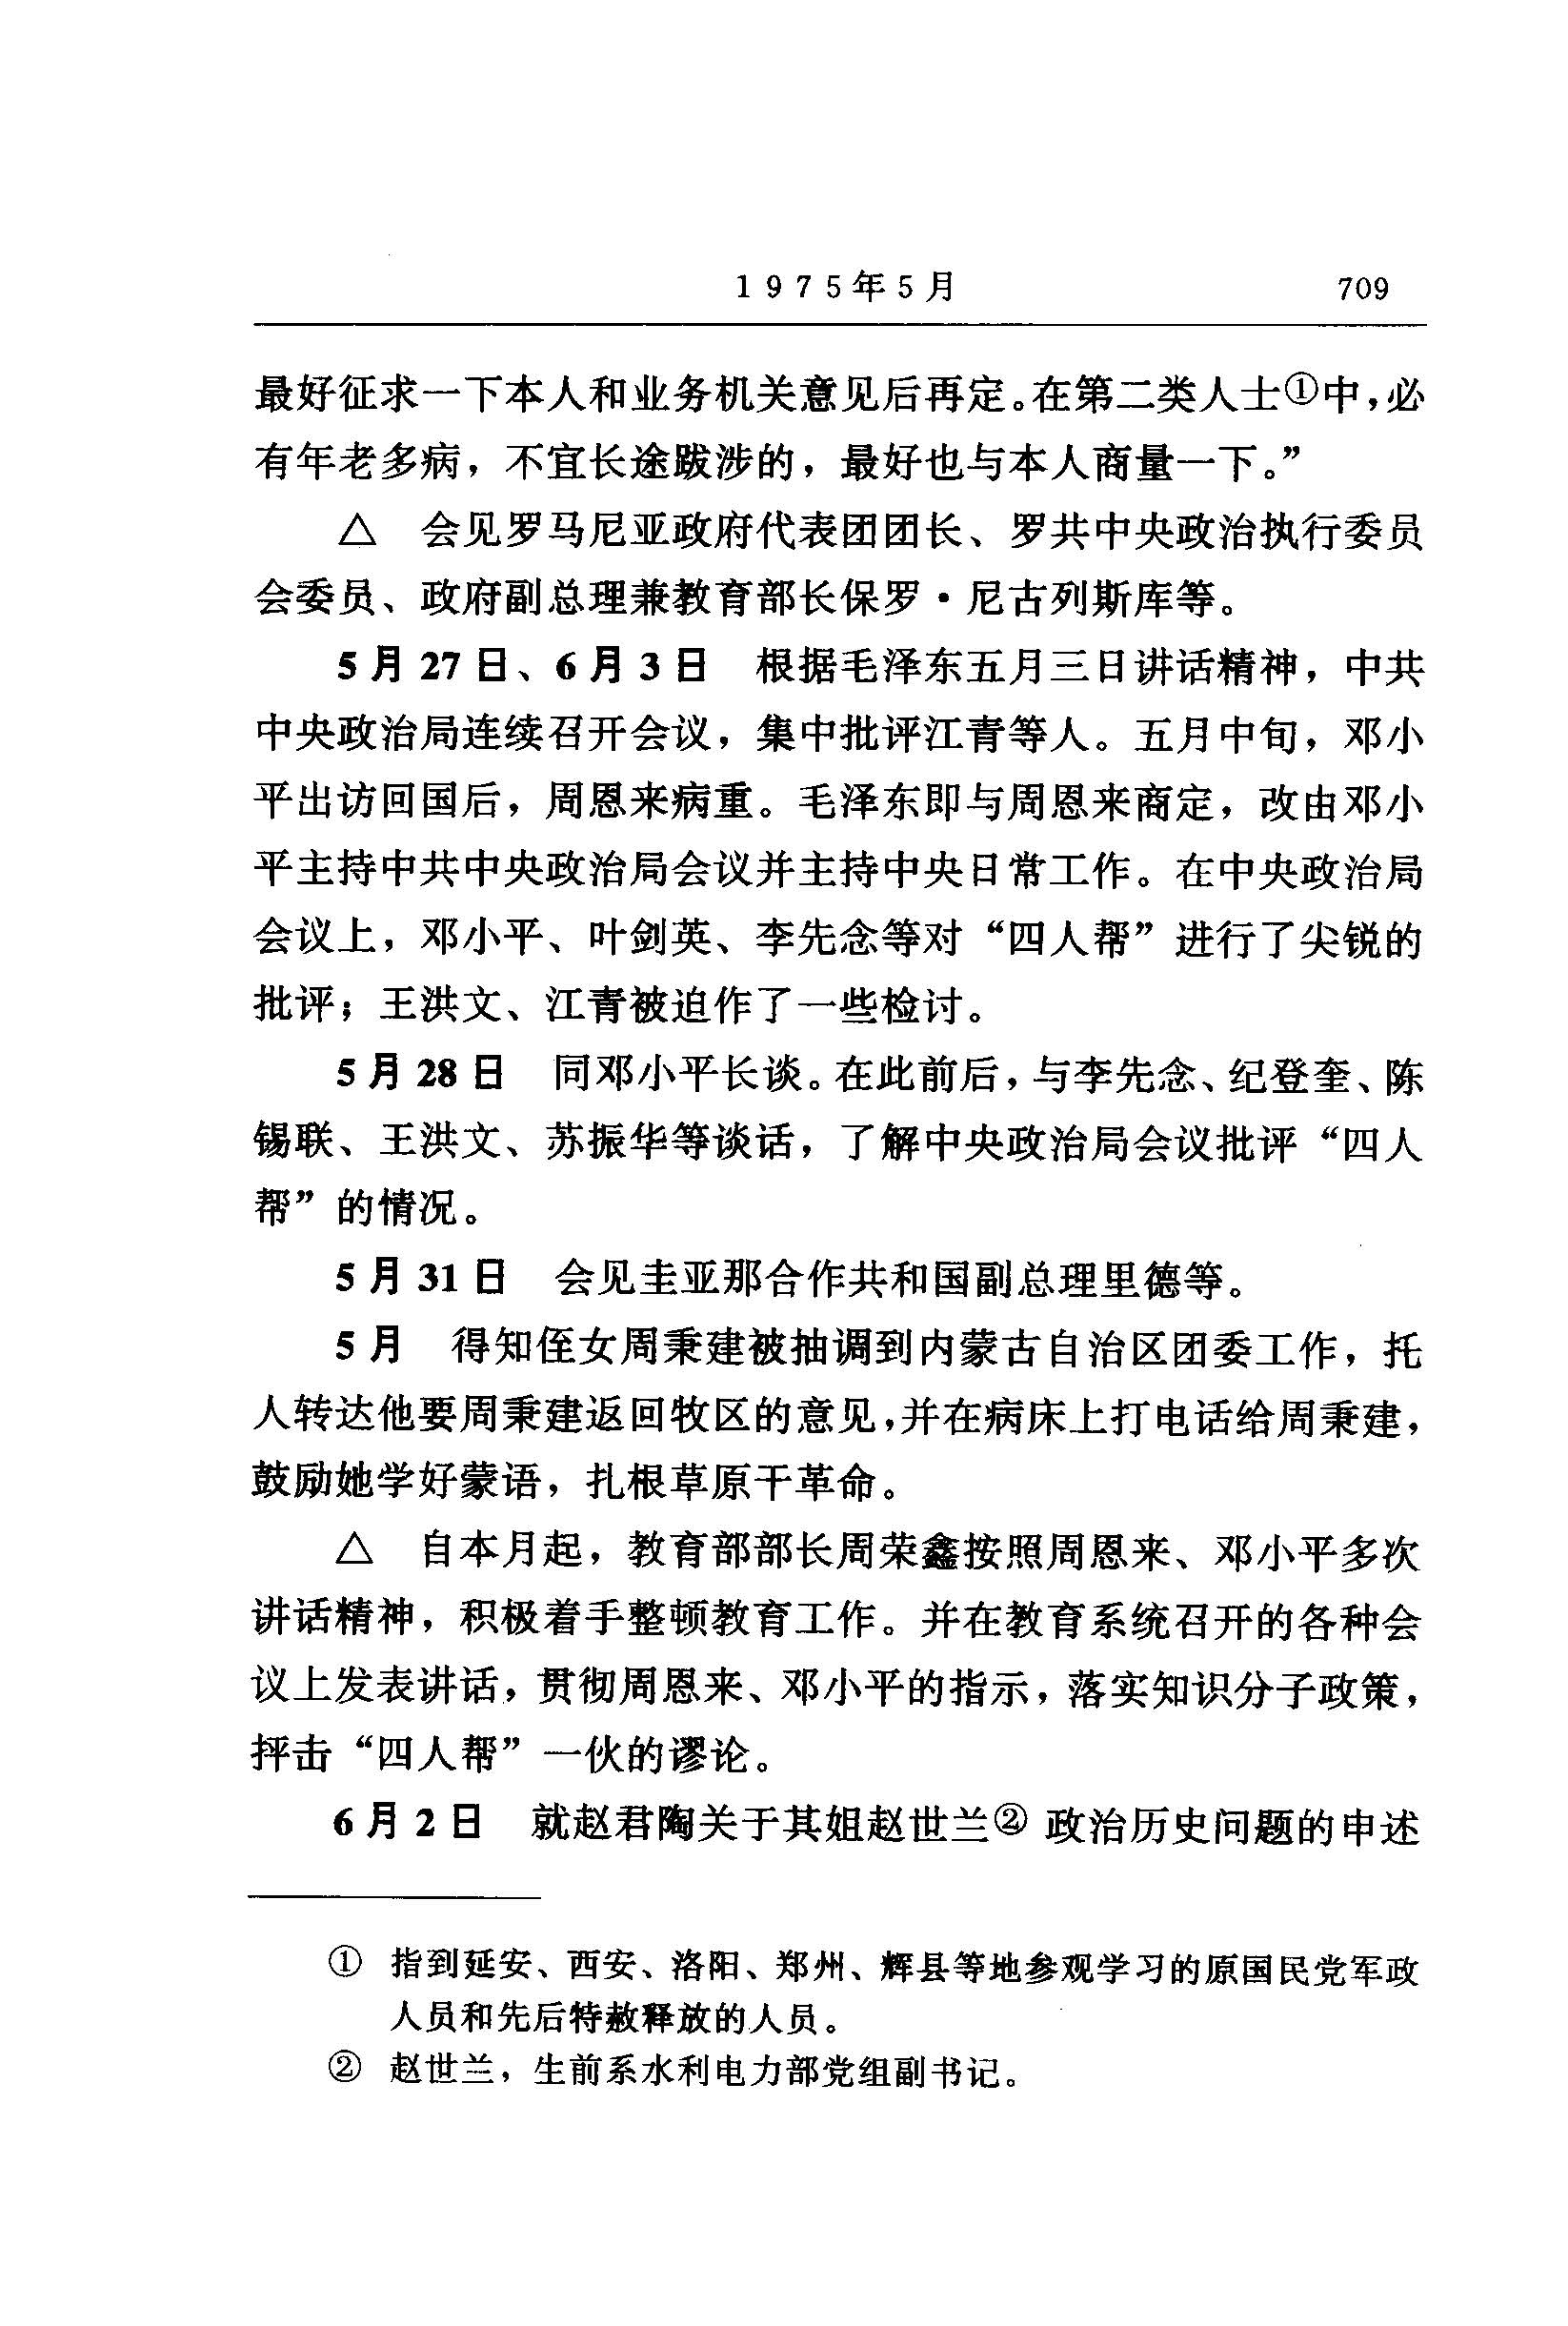 1975年5月 709
最好征求一下本人和业务机关意见后再定。在第二类人士①中，必
有年老多病，不宜长途跋涉的，最好也与本人商量一下。”
△ 会见罗马尼亚政府代表团团长、罗共中央政治执行委员
会委员、政府副总理兼教育部长保罗·尼古列斯库等。
5月27日、6月3日 根据毛泽东五月三日讲话精神，中共
中央政治局连续召开会议，集中批评江青等人。五月中旬，邓小
平出访回国后，周恩来病重。毛泽东即与周恩来商定，改由邓小
平主持中共中央政治局会议并主持中央日常工作。在中央政治局
会议上，邓小平、叶剑英、李先念等对“四人帮”进行了尖锐的
批评；王洪文、江青被迫作了一些检讨。
5月28日 同邓小平长谈。在此前后，与李先念、纪登奎、陈
锡联、王洪文、苏振华等谈话，了解中央政治局会议批评“四人
帮”的情况。
5月31日 会见圭亚那合作共和国副总理里德等。
5月 得知侄女周秉建被抽调到内蒙古自治区团委工作，托
人转达他要周秉建返回牧区的意见，并在病床上打电话给周秉建，
鼓励她学好蒙语，扎根草原干革命。
△ 自本月起，教育部部长周荣鑫按照周恩来、邓小平多次
讲话精神，积极着手整顿教育工作。并在教育系统召开的各种会
议上发表讲话，贯彻周恩来、邓小平的指示，落实知识分子政策，
抨击“四人帮”一伙的谬论。
6月2日 就赵君陶关于其姐赵世兰②政治历史问题的申述
① 指到延安、西安、洛阳、郑州、辉县等地参观学习的原国民党军政
人员和先后特赦释放的人员。
② 赵世兰，生前系水利电力部党组副书记。